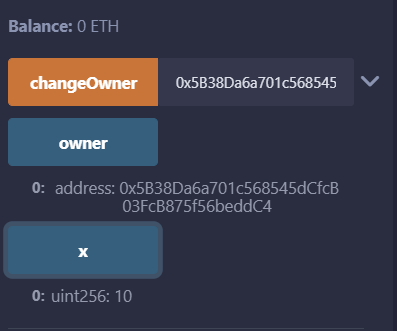 Balance: 0 ETH
changeOwner 0x5B38Da6a701c568545
owner
0: address: 0x5B38Da6a701c568545dCfcB
03FcB875f56beddC4
x
0: uint256: 10